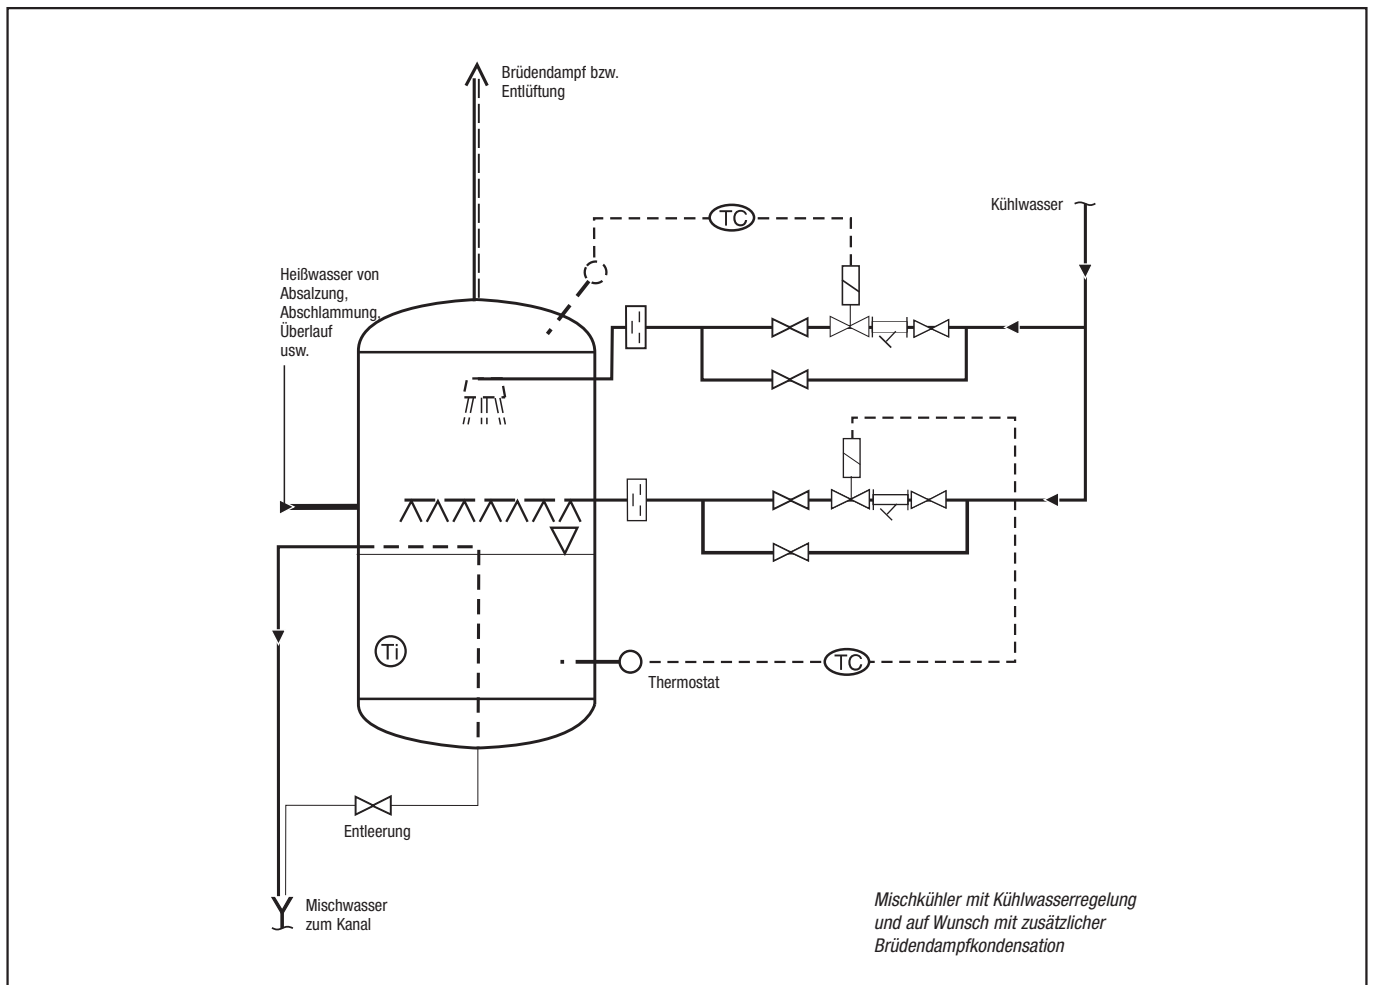 Brüdendampf bzw.
Entlüftung
Kühlwasser
TC
Heißwasser von
Absalzung,
Abschlammung,
Überlauf
usw.
Ti
TC
Thermostat
Entleerung
Mischwasser
zum Kanal
Mischkühler mit Kühlwasserregelung
und auf Wunsch mit zusätzlicher
Brüdendampfkondensation